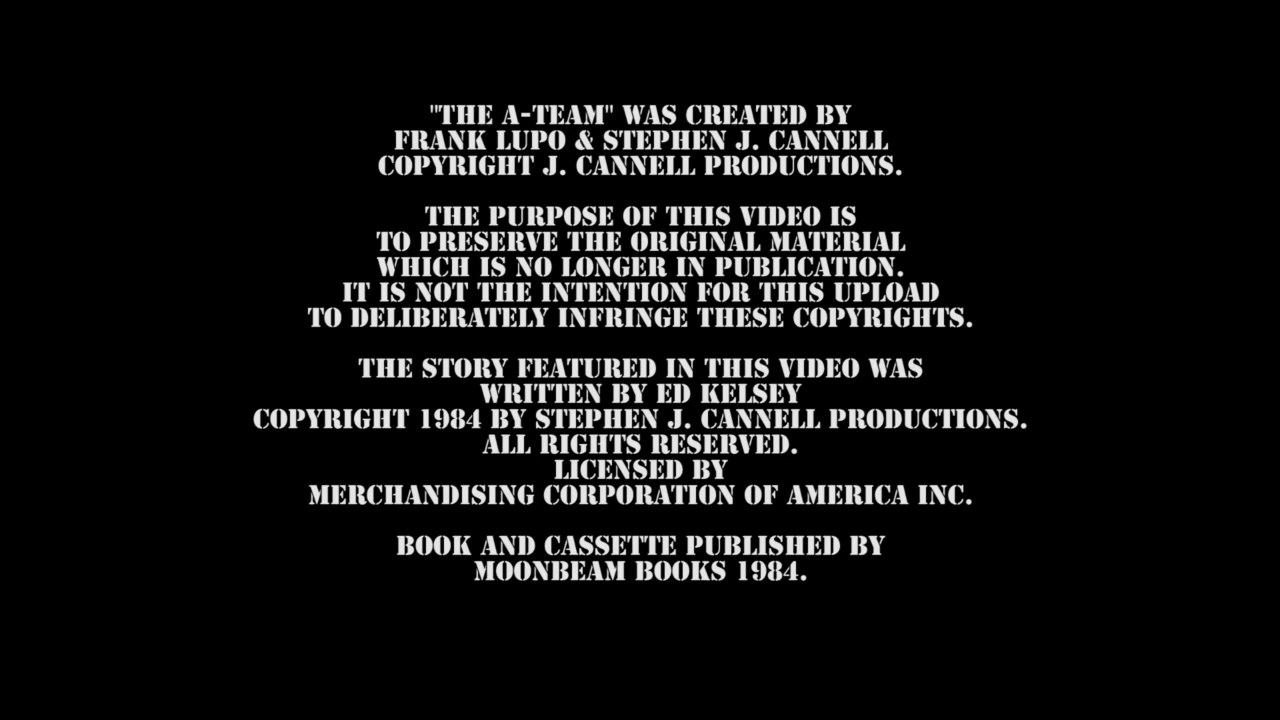 "THE A-TEAM" WAS CREATED BY
FRANK LUPO & STEPHEN J. CANNELL
COPYRIGHT J. CANNELL PRODUCTIONS.
THE PURPOSE OF THIS VIDEO IS
TO PRESERVE THE ORIGINAL MATERIAL
WHICH IS NO LONGER IN PUBLICATION.
IT IS NOT THE INTENTION FOR THIS UPLOAD
TO DELIBERATELY INFRINGE THESE COPYRIGHTS.
THE STORY FEATURED IN THIS VIDEO WAS
WRITTEN BY ED KELSEY
COPYRIGHT 1984 BY STEPHEN J. CANNELL PRODUCTIONS.
ALL RIGHTS RESERVED.
LICENSED BY
MERCHANDISING CORPORATION OF AMERICA INC.
BOOK AND CASSETTE PUBLISHED BY
MOONBEAM BOOKS 1984.